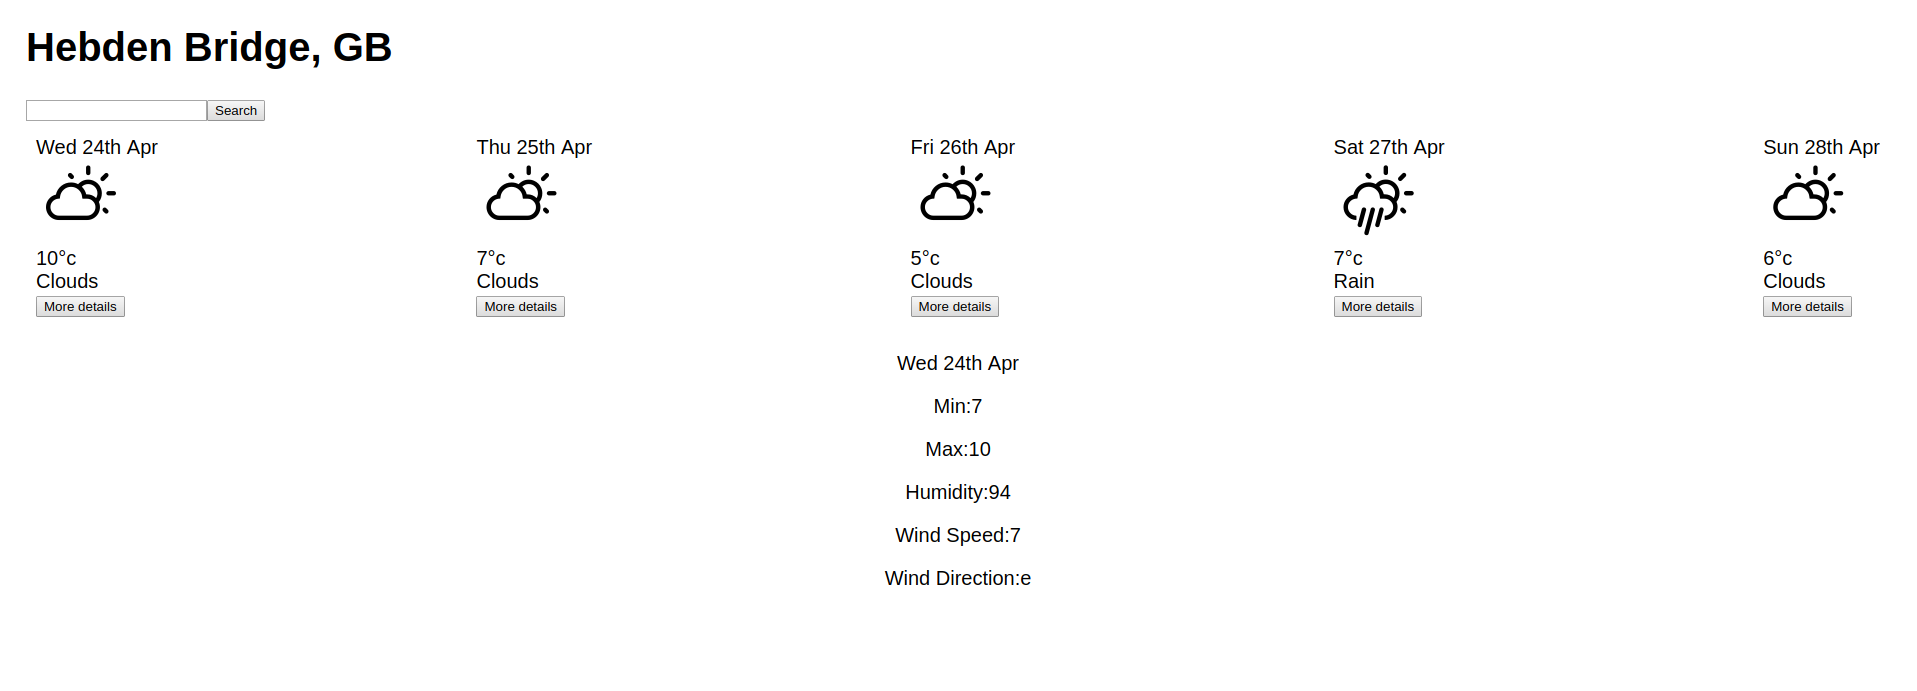 Hebden Bridge, GB
Search
Wed 24th Apr
10°c
Clouds
More details
Thu 25th Apr
7°c
Clouds
More details
Fri 26th Apr
5°c
Clouds
More details
Sat 27th Apr
7°c
Rain
More details
Sun 28th Apr
6°c
Clouds
More details
Wed 24th Apr
Min:7
Max:10
Humidity:94
Wind Speed:7
Wind Direction:e